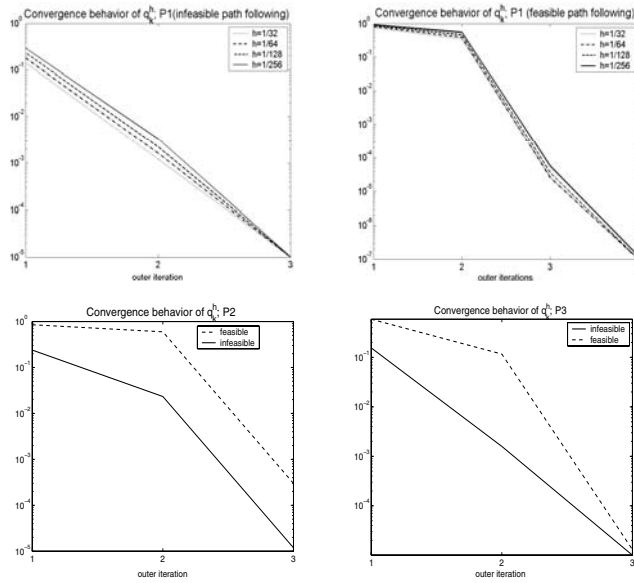 Convergence behavior of q_k^h, P1(infeasible path following)
10^0
10^-1
10^-2
10^-3
10^-4
10^-5
h=1/32
h=1/64
h=1/128
h=1/256
1
2
3
outer iteration
Convergence behavior of q_k^h, P1 (feasible path following)
10^0
10^-1
10^-2
10^-3
10^-4
10^-5
10^-6
10^-7
h=1/32
h=1/64
h=1/128
h=1/256
1
2
3
4
outer iterations
Convergence behavior of q_k^h; P2
10^0
10^-1
10^-2
10^-3
10^-4
10^-5
feasible
infeasible
1
2
3
outer iteration
Convergence behavior of q_k^h; P3
10^-1
10^-2
10^-3
10^-4
infeasible
feasible
1
2
3
outer iteration